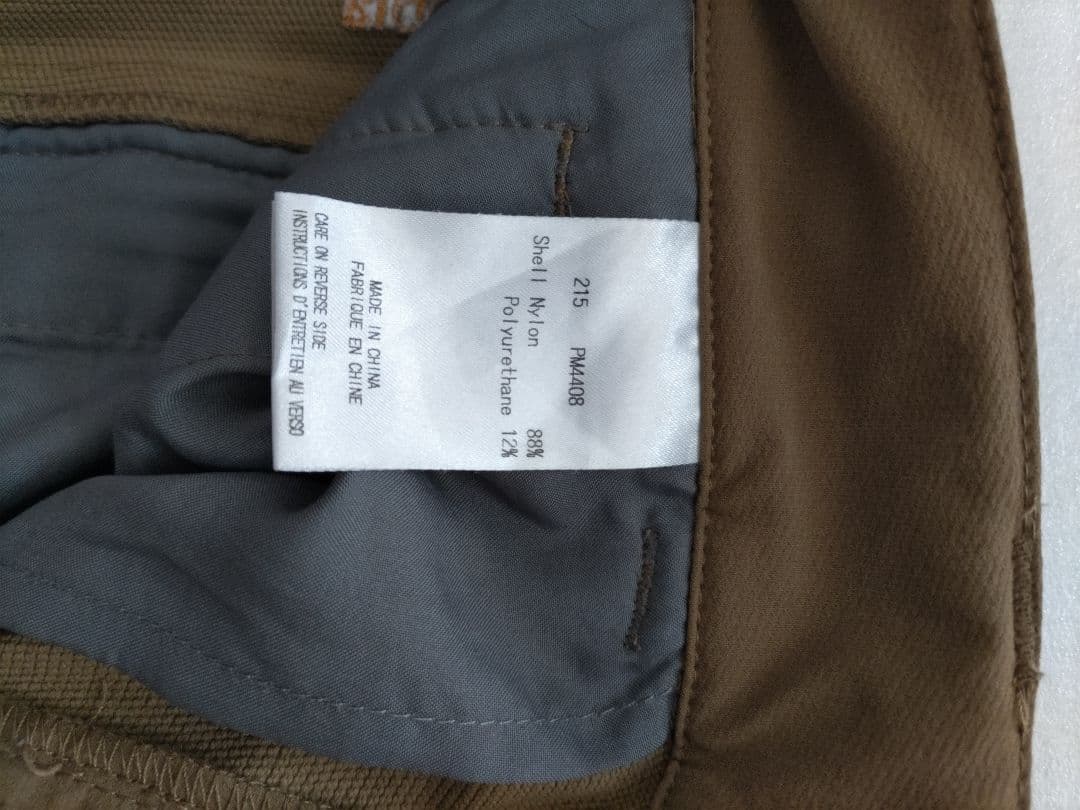 215 PM4408
Shell Nylon 88%
Polyurethane 12%
MADE IN CHINA
FABRIQUE EN CHINE
CARE ON REVERSE SIDE
INSTRUCTIONS D'ENTRETIEN AU VERSO